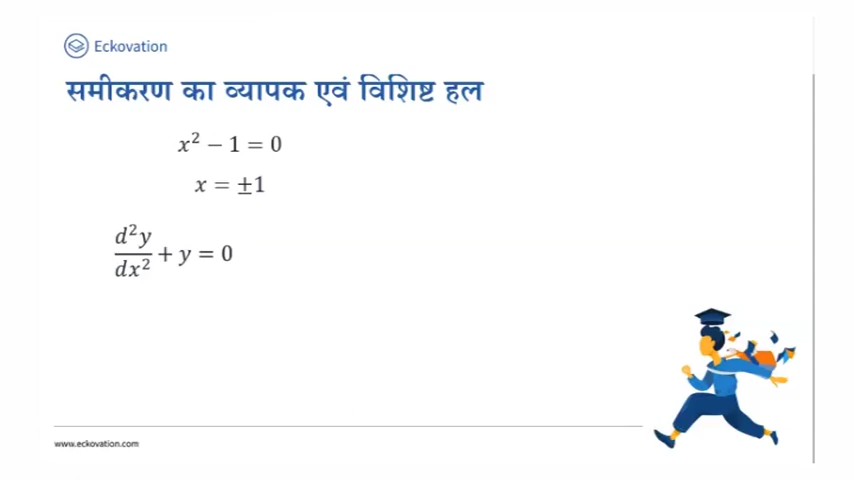 Eckovation
समीकरण का व्यापक एवं विशिष्ट हल
x² − 1 = 0
x = ±1
d²y/dx² + y = 0
www.eckovation.com